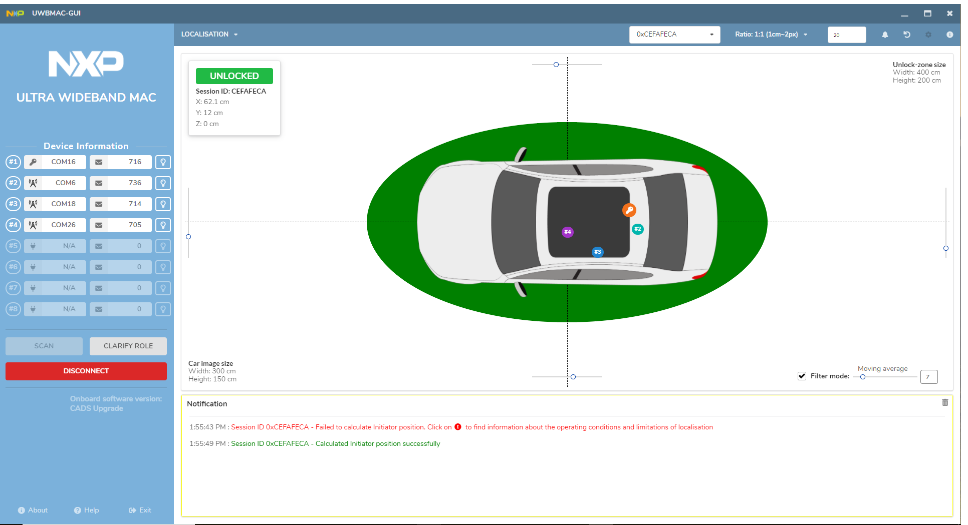 NXP UWBMAC-GUI
LOCALISATION
0xCEFAFECA
Ratio: 1:1 (1cm~2px)
20
NXP
ULTRA WIDEBAND MAC
Device Information
#1 COM16 716
#2 COM6 736
#3 COM18 714
#4 COM26 705
#5 N/A 0
#6 N/A 0
#7 N/A 0
#8 N/A 0
SCAN
CLARIFY ROLE
DISCONNECT
Onboard software version:
CADS Upgrade
About
Help
Exit
UNLOCKED
Session ID: CEFAFECA
X: 62.1 cm
Y: 12 cm
Z: 0 cm
Unlock-zone size
Width: 400 cm
Height: 200 cm
#2
#4
#3
Car image size
Width: 300 cm
Height: 150 cm
Moving average
Filter mode:
7
Notification
1:55:43 PM : Session ID 0xCEFAFECA - Failed to calculate Initiator position. Click on to find information about the operating conditions and limitations of localisation
1:55:49 PM : Session ID 0xCEFAFECA - Calculated Initiator position successfully